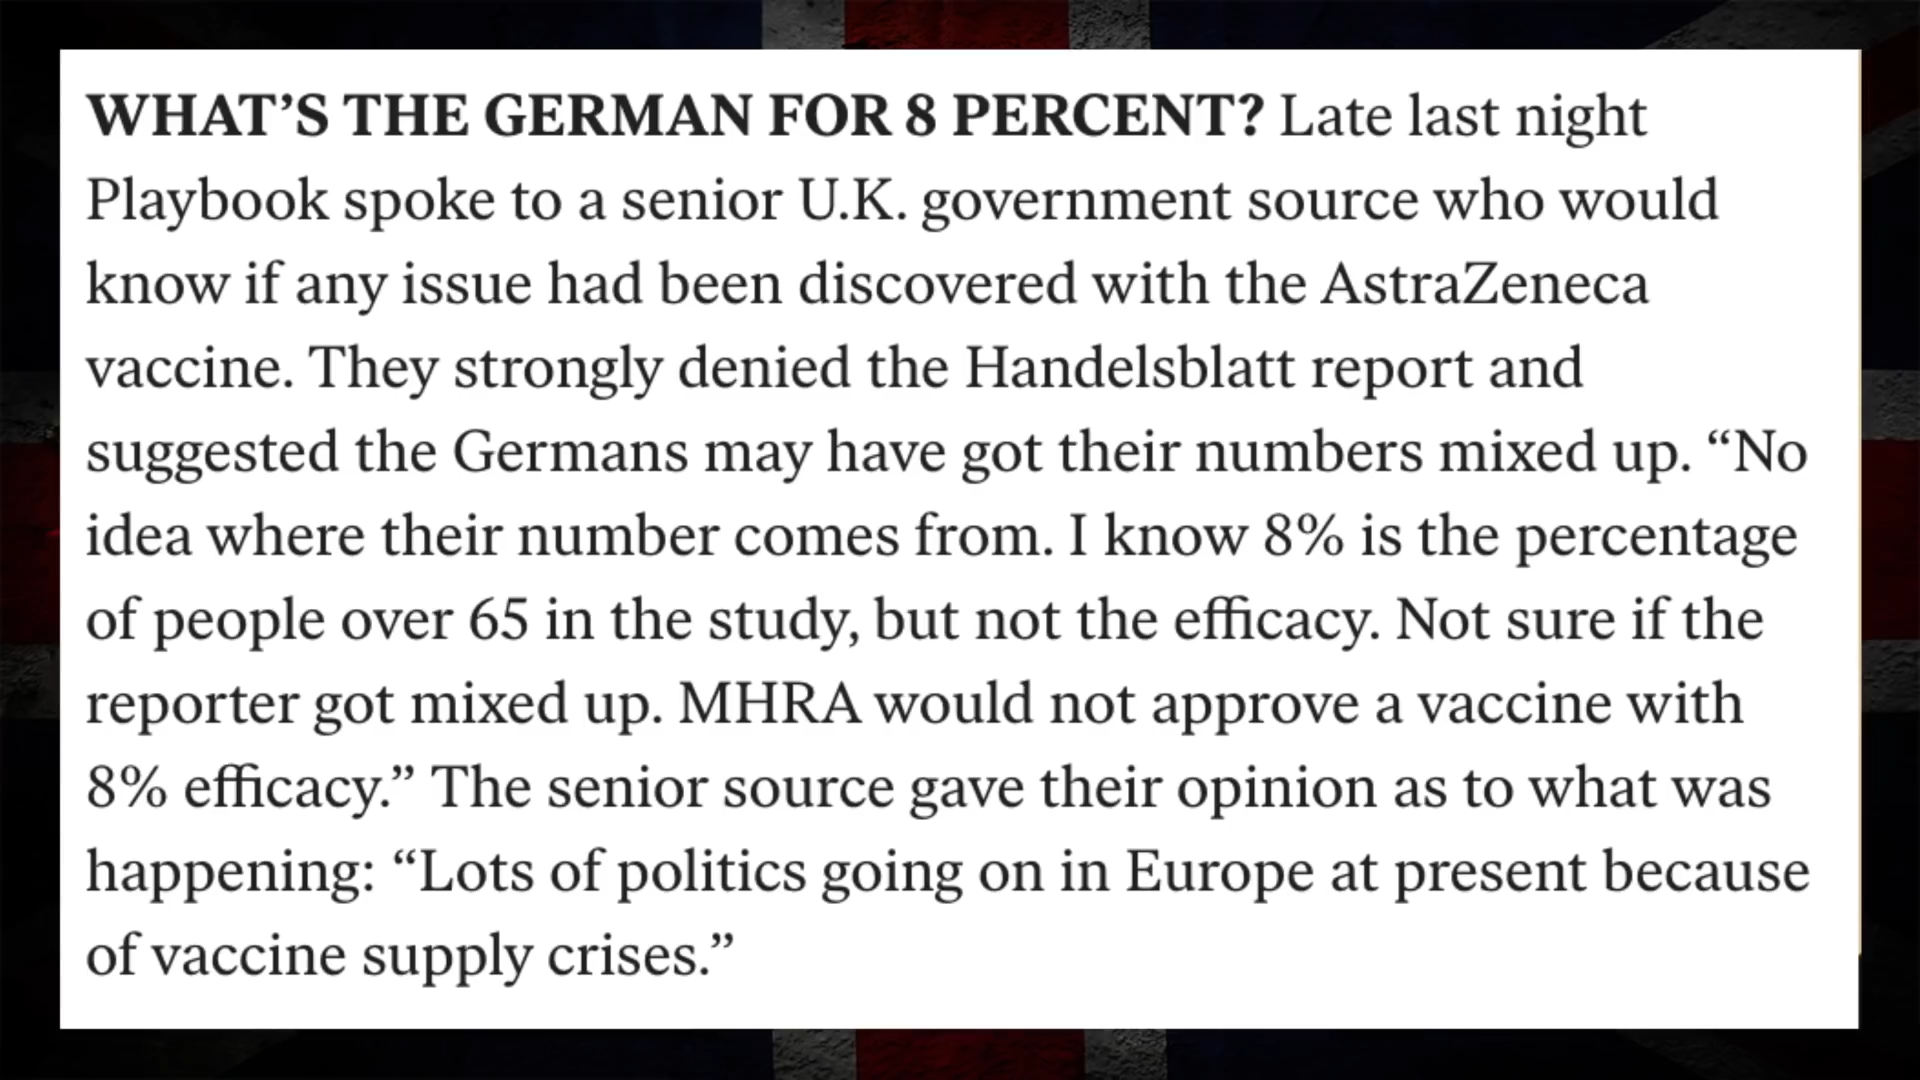 WHAT’S THE GERMAN FOR 8 PERCENT? Late last night
Playbook spoke to a senior U.K. government source who would
know if any issue had been discovered with the AstraZeneca
vaccine. They strongly denied the Handelsblatt report and
suggested the Germans may have got their numbers mixed up. “No
idea where their number comes from. I know 8% is the percentage
of people over 65 in the study, but not the efficacy. Not sure if the
reporter got mixed up. MHRA would not approve a vaccine with
8% efficacy.” The senior source gave their opinion as to what was
happening: “Lots of politics going on in Europe at present because
of vaccine supply crises.”